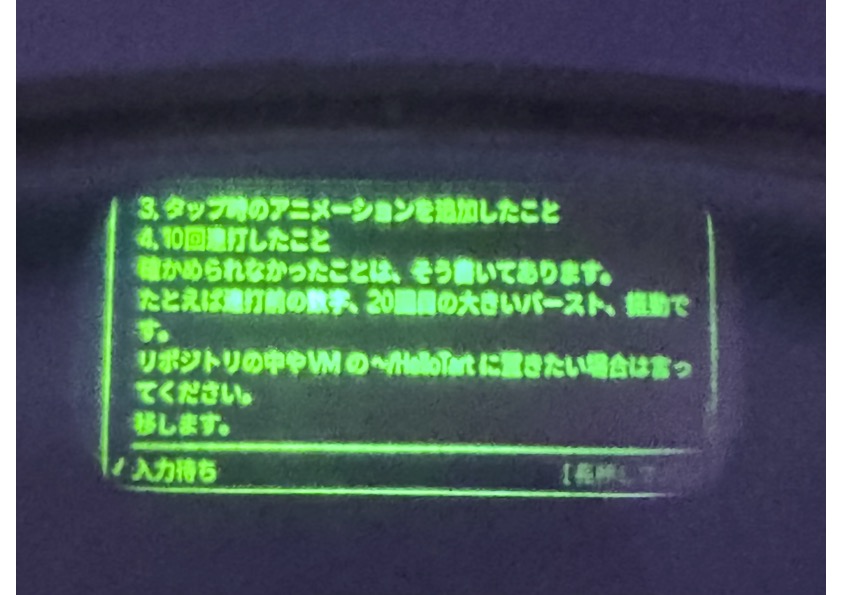 3. タップ時のアニメーションを追加したこと
4. 10回連打したこと
確かめられなかったことは、そう書いてあります。
たとえば連打前の数字、20回目の大きいバースト、振動で
す。
リポジトリの中やVM の ~/HelloTart に置きたい場合は言っ
てください。
移します。
入力待ち